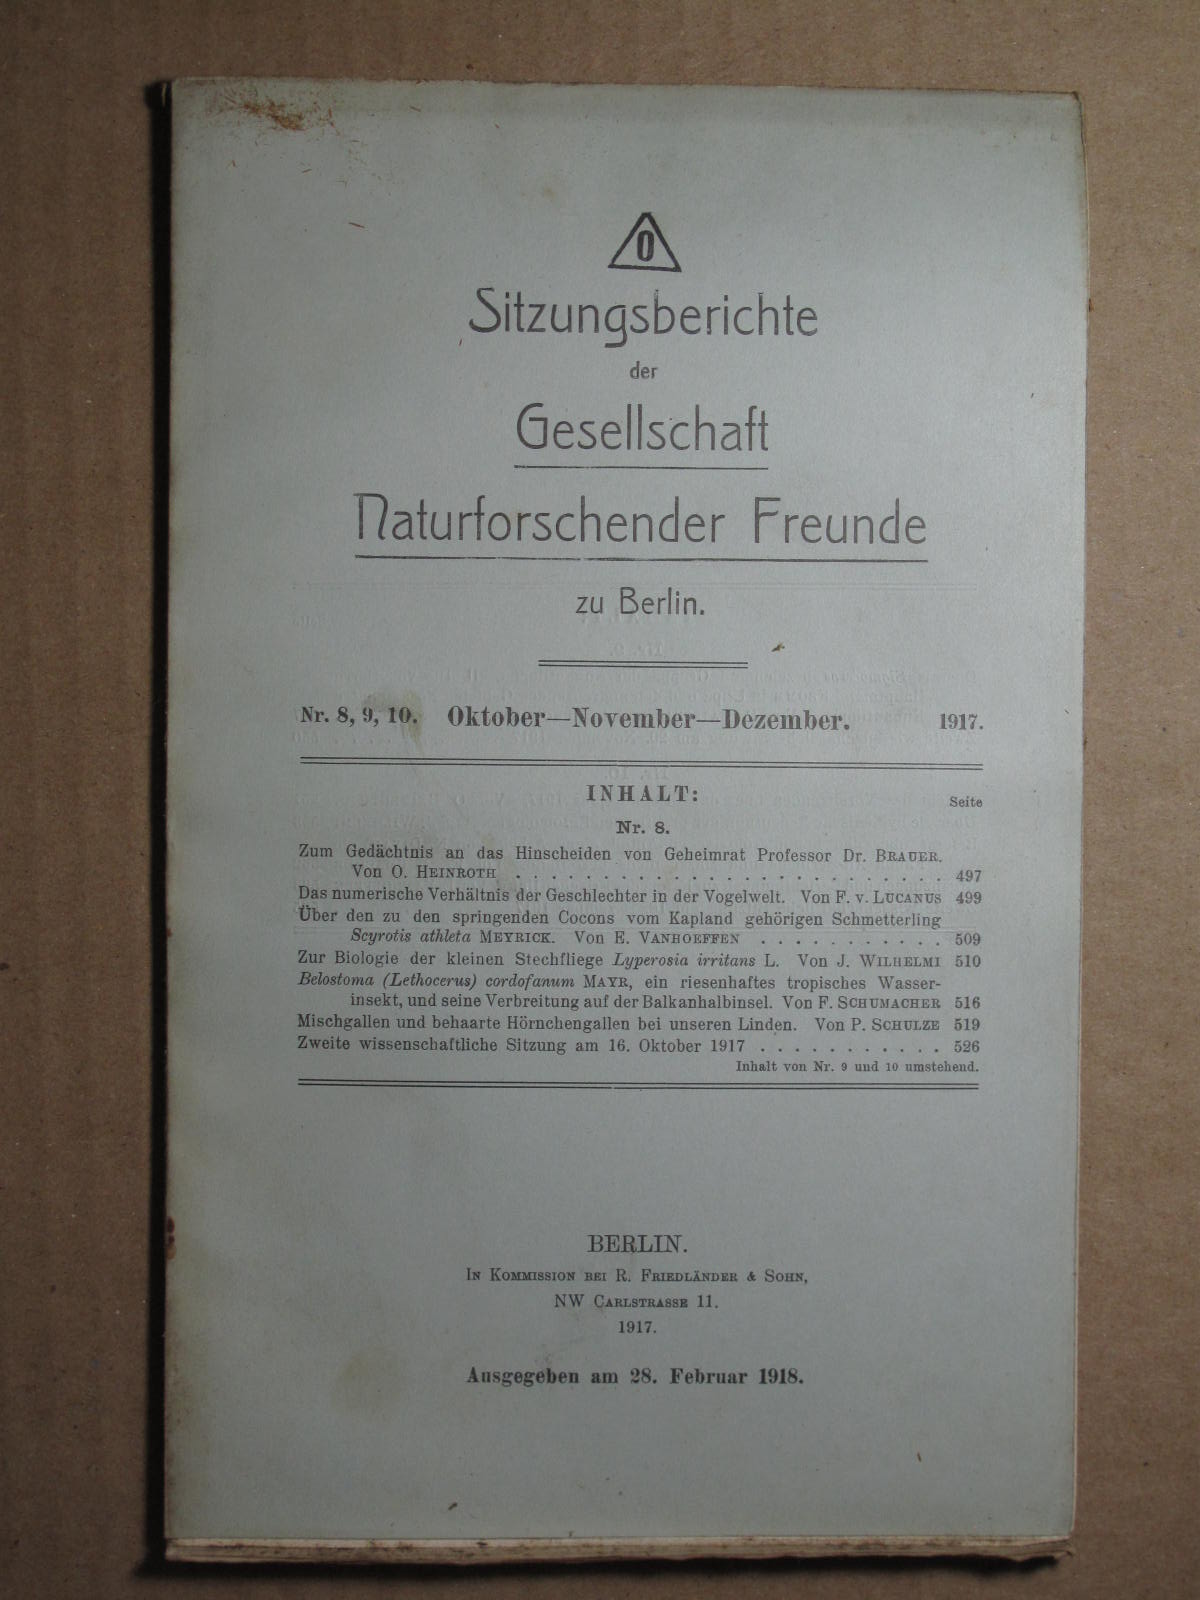 0
Sitzungsberichte
der
Gesellschaft
Naturforschender Freunde
zu Berlin.
Nr. 8, 9, 10. Oktober—November—Dezember. 1917.
INHALT:
Seite
Nr. 8.
Zum Gedächtnis an das Hinscheiden von Geheimrat Professor Dr. BRAUER.
Von O. HEINROTH . . . . . . . . . . . . . . . . . . . . . . . 497
Das numerische Verhältnis der Geschlechter in der Vogelwelt. Von F. v. LUCANUS 499
Über den zu den springenden Cocons vom Kapland gehörigen Schmetterling
Scyrotis athleta MEYRICK. Von E. VANHOEFFEN . . . . . . . . . . . 509
Zur Biologie der kleinen Stechfliege Lyperosia irritans L. Von J. WILHELMI 510
Belostoma (Lethocerus) cordofanum MAYR, ein riesenhaftes tropisches Wasser-
insekt, und seine Verbreitung auf der Balkanhalbinsel. Von F. SCHUMACHER 516
Mischgallen und behaarte Hörnchengallen bei unseren Linden. Von P. SCHULZE 519
Zweite wissenschaftliche Sitzung am 16. Oktober 1917 . . . . . . . . . . . 526
Inhalt von Nr. 9 und 10 umstehend.
BERLIN.
IN KOMMISSION BEI R. FRIEDLÄNDER & SOHN,
NW CARLSTRASSE 11.
1917.
Ausgegeben am 28. Februar 1918.